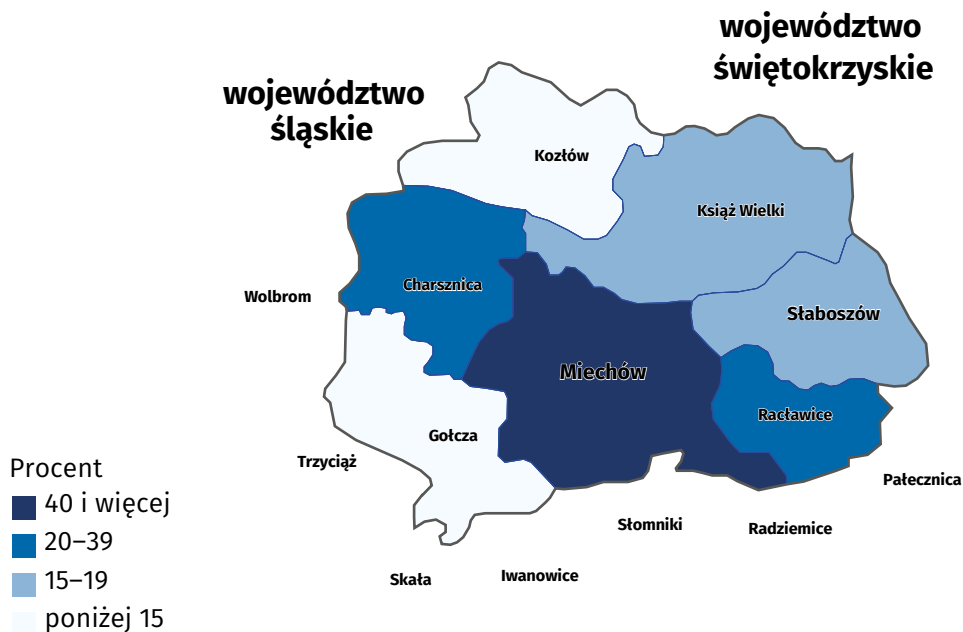 województwo
świętokrzyskie
województwo
śląskie
Kozłów
Książ Wielki
Charsznica
Wolbrom
Słaboszów
Miechów
Racławice
Gołcza
Trzyciąż
Pałecznica
Słomniki
Radziemice
Skała
Iwanowice
Procent
40 i więcej
20–39
15–19
poniżej 15